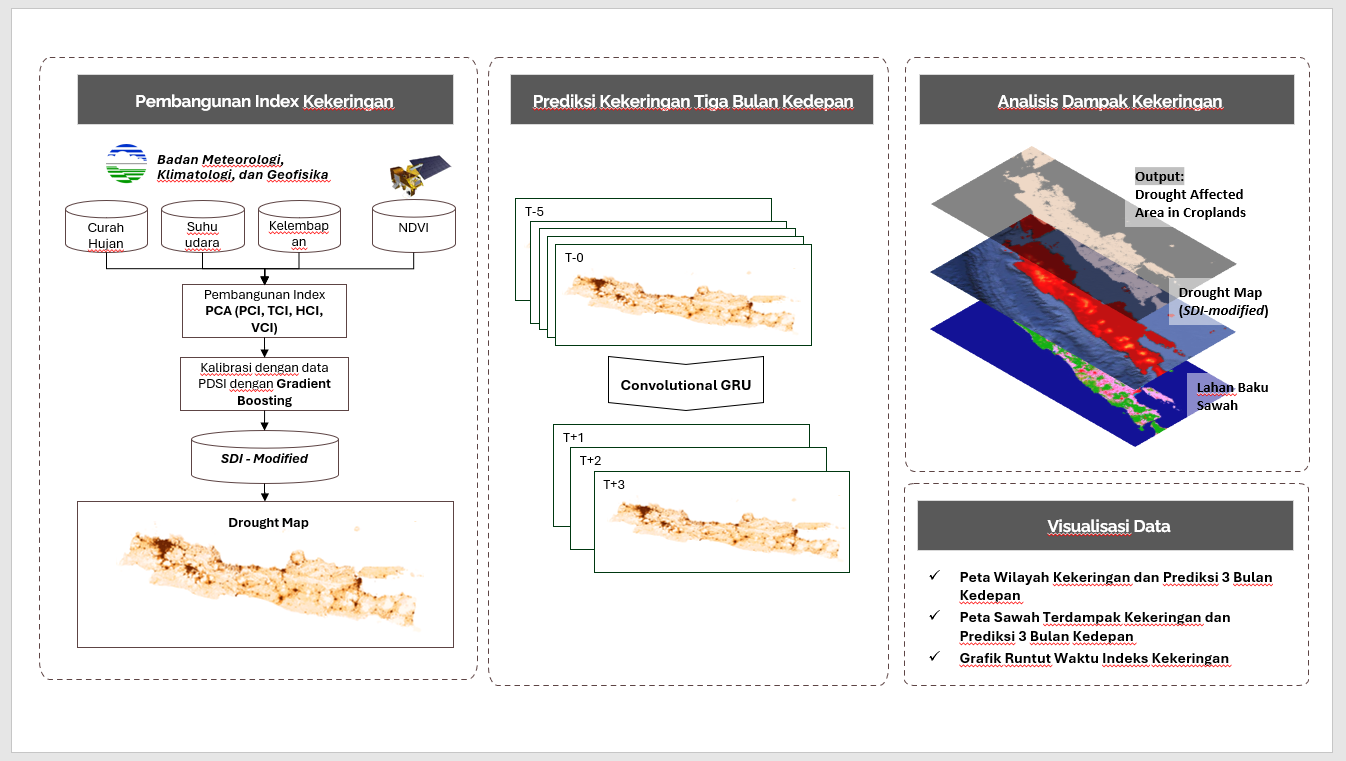 Pembangunan Index Kekeringan
Badan Meteorologi,
Klimatologi, dan Geofisika
Curah
Hujan
Suhu
udara
Kelembap
an
NDVI
Pembangunan Index
PCA (PCI, TCI, HCI,
VCI)
Kalibrasi dengan data
PDSI dengan Gradient
Boosting
SDI - Modified
Drought Map
Prediksi Kekeringan Tiga Bulan Kedepan
T-5
T-0
Convolutional GRU
T+1
T+2
T+3
Analisis Dampak Kekeringan
Output:
Drought Affected
Area in Croplands
Drought Map
(SDI-modified)
Lahan Baku
Sawah
Visualisasi Data
✓ Peta Wilayah Kekeringan dan Prediksi 3 Bulan
Kedepan
✓ Peta Sawah Terdampak Kekeringan dan
Prediksi 3 Bulan Kedepan
✓ Grafik Runtut Waktu Indeks Kekeringan